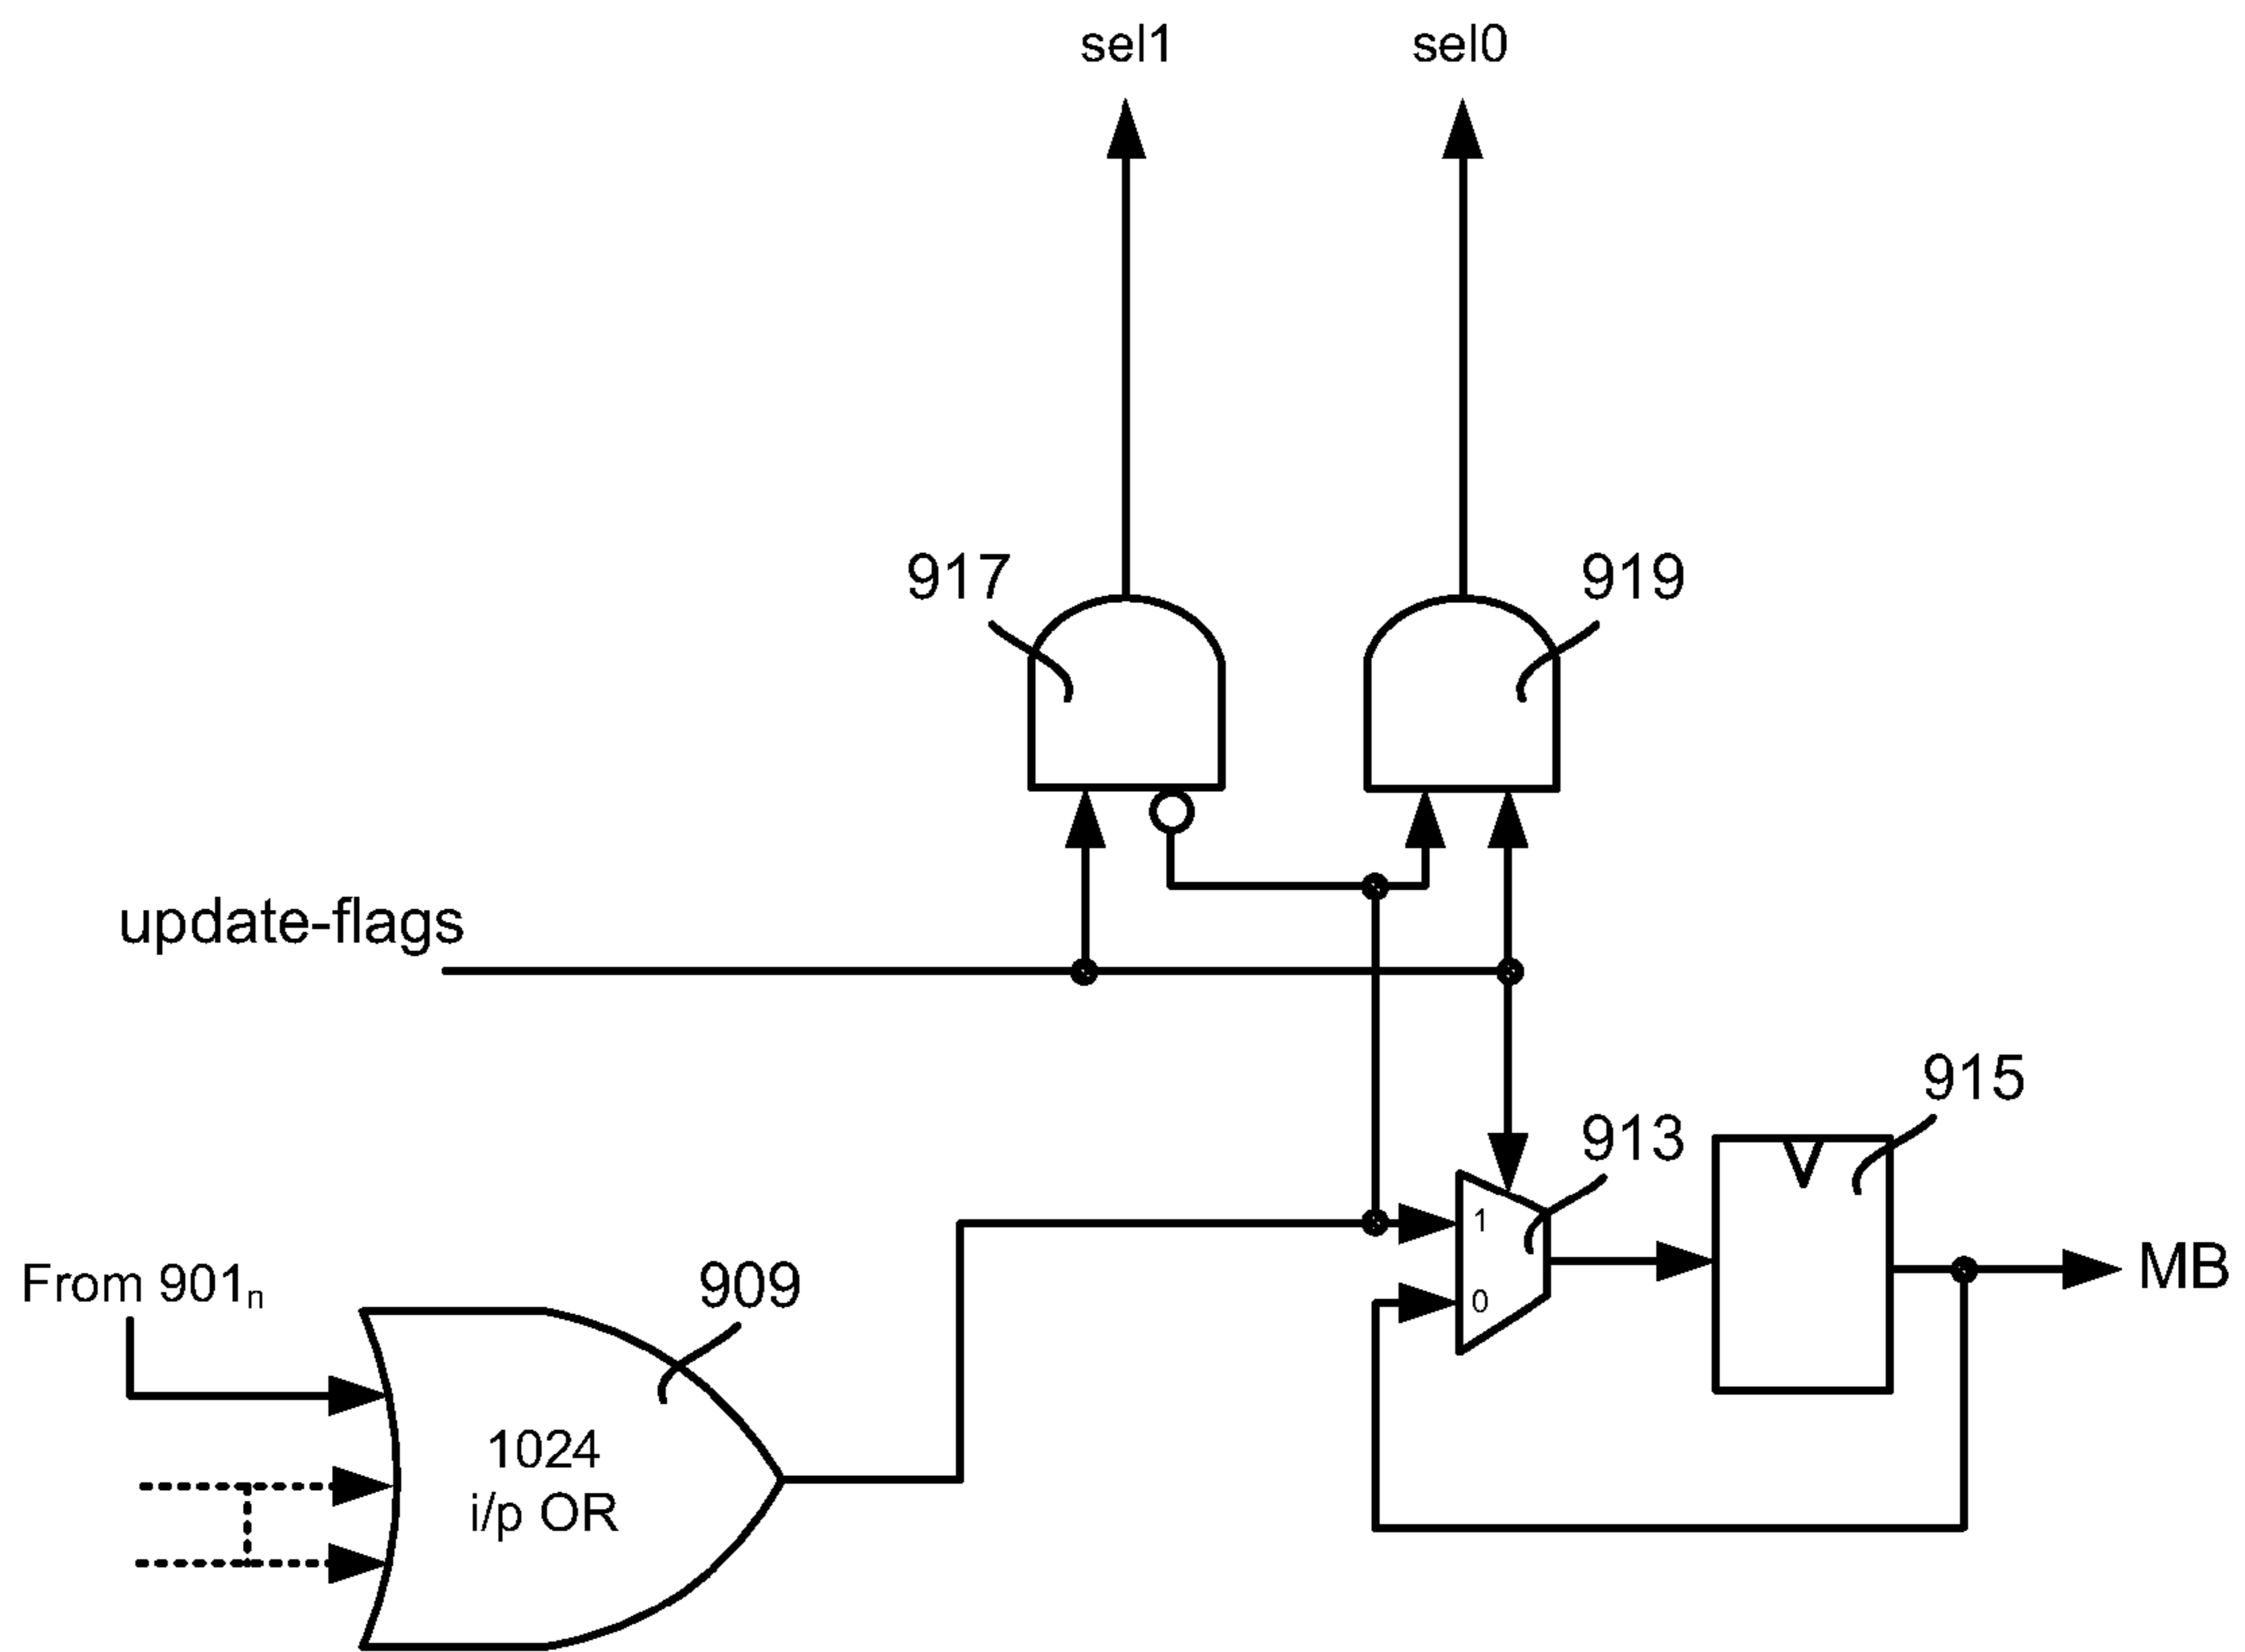 sel1
sel0
917
919
update-flags
915
913
1
From 901n
909
MB
0
1024
i/p OR